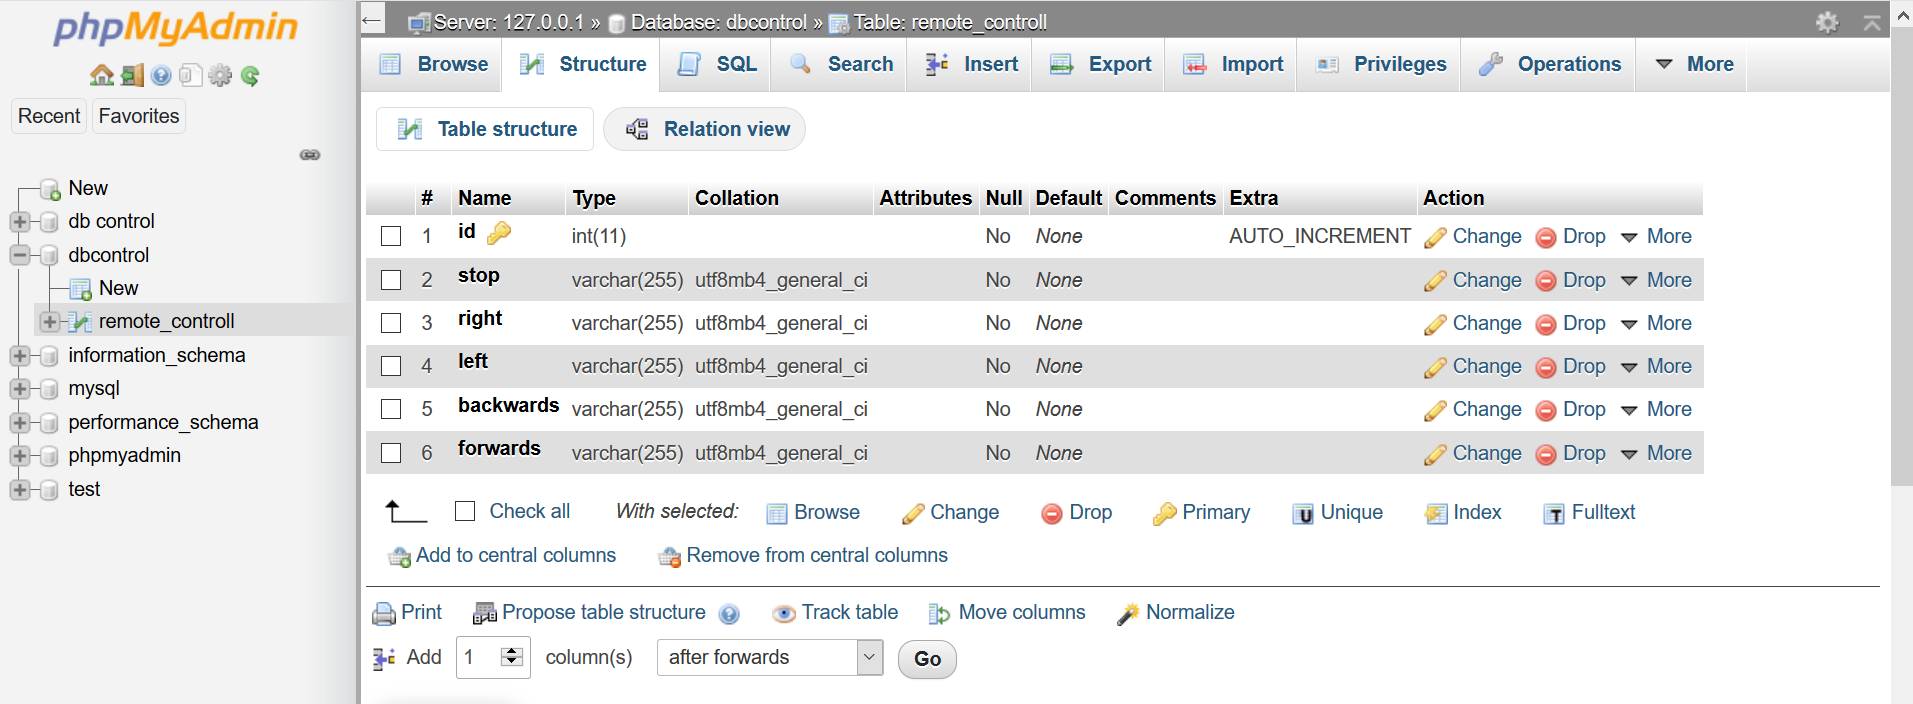 phpMyAdmin
Recent Favorites
New
db control
dbcontrol
New
remote_controll
information_schema
mysql
performance_schema
phpmyadmin
test
Server: 127.0.0.1 » Database: dbcontrol » Table: remote_controll
Browse Structure SQL Search Insert Export Import Privileges Operations More
Table structure Relation view
# Name Type Collation Attributes Null Default Comments Extra Action
1 id int(11) No None AUTO_INCREMENT Change Drop More
2 stop varchar(255) utf8mb4_general_ci No None Change Drop More
3 right varchar(255) utf8mb4_general_ci No None Change Drop More
4 left varchar(255) utf8mb4_general_ci No None Change Drop More
5 backwards varchar(255) utf8mb4_general_ci No None Change Drop More
6 forwards varchar(255) utf8mb4_general_ci No None Change Drop More
Check all With selected: Browse Change Drop Primary Unique Index Fulltext
Add to central columns Remove from central columns
Print Propose table structure Track table Move columns Normalize
Add 1 column(s) after forwards Go